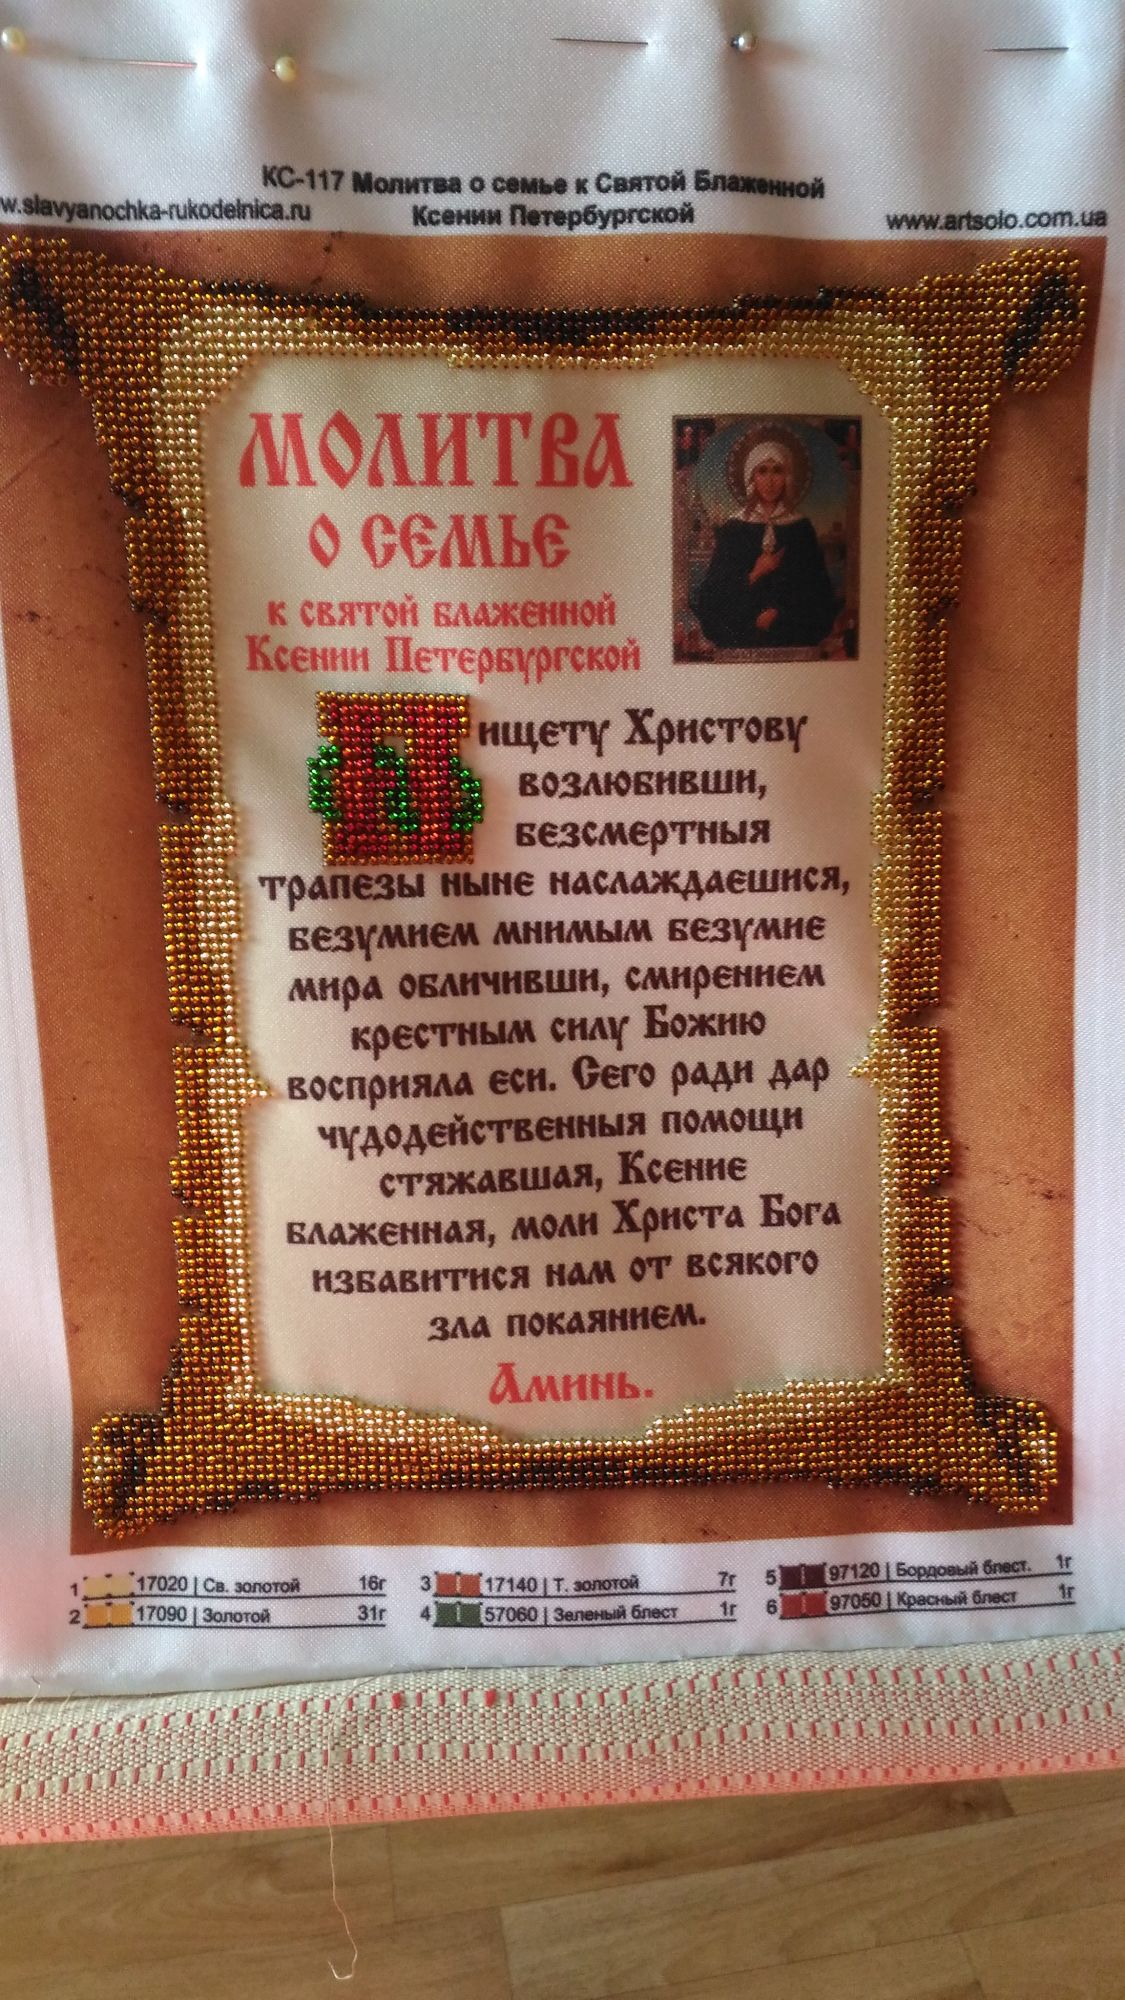 КС-117 Молитва о семье к Святой Блаженной
Ксении Петербургской
w.slavyanochka-rukodelnica.ru
www.artsolo.com.ua
МОЛИТВА
О СЕМЬЕ
К СВЯТОЙ БЛАЖЕННОЙ
КСЕНИИ ПЕТЕРБУРГСКОЙ
Нищету Христову
возлюбивши,
безсмертныя
трапезы ныне наслаждаешися,
безумием мнимым безумие
мира обличивши, смирением
крестным силу Божию
восприяла еси. Сего ради дар
чудодейственныя помощи
стяжавшая, Ксение
блаженная, моли Христа Бога
избавитися нам от всякого
зла покаянием.
Аминь.
1 17020 | Св. золотой 16г
2 17090 | Золотой 31г
3 17140 | Т. золотой 7г
4 57060 | Зеленый блест 1г
5 97120 | Бордовый блест. 1г
6 97050 | Красный блест 1г